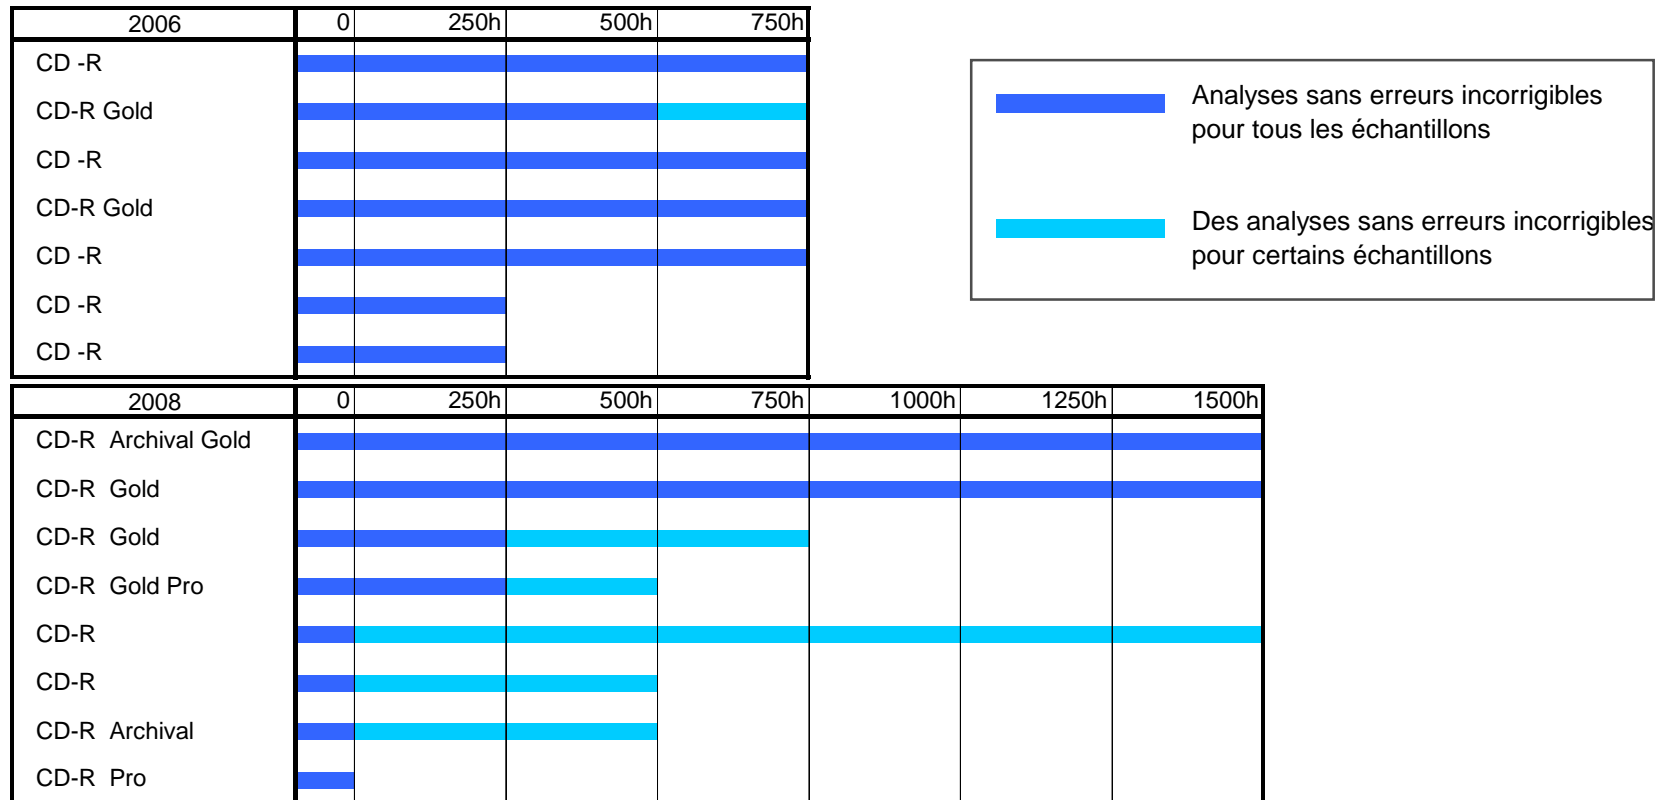 2006 0 250h 500h 750h
CD -R
CD-R Gold
CD -R
CD-R Gold
CD -R
CD -R
CD -R
Analyses sans erreurs incorrigibles
pour tous les échantillons
Des analyses sans erreurs incorrigibles
pour certains échantillons
2008 0 250h 500h 750h 1000h 1250h 1500h
CD-R Archival Gold
CD-R Gold
CD-R Gold
CD-R Gold Pro
CD-R
CD-R
CD-R Archival
CD-R Pro